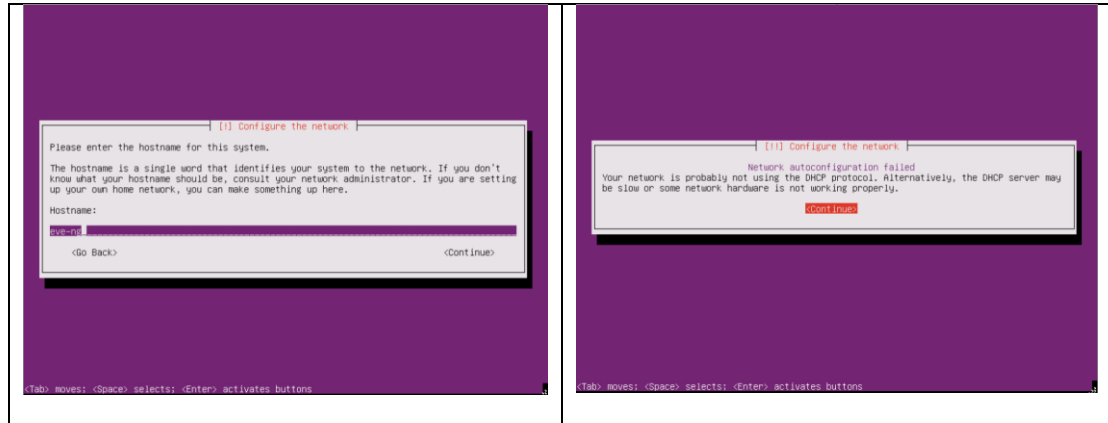 [!] Configure the network
Please enter the hostname for this system.
The hostname is a single word that identifies your system to the network. If you don't
know what your hostname should be, consult your network administrator. If you are setting
up your own home network, you can make something up here.
Hostname:
eve-ng
<Go Back> <Continue>
<Tab> moves; <Space> selects; <Enter> activates buttons
[!!] Configure the network
Network autoconfiguration failed
Your network is probably not using the DHCP protocol. Alternatively, the DHCP server may
be slow or some network hardware is not working properly.
<Continue>
<Tab> moves; <Space> selects; <Enter> activates buttons